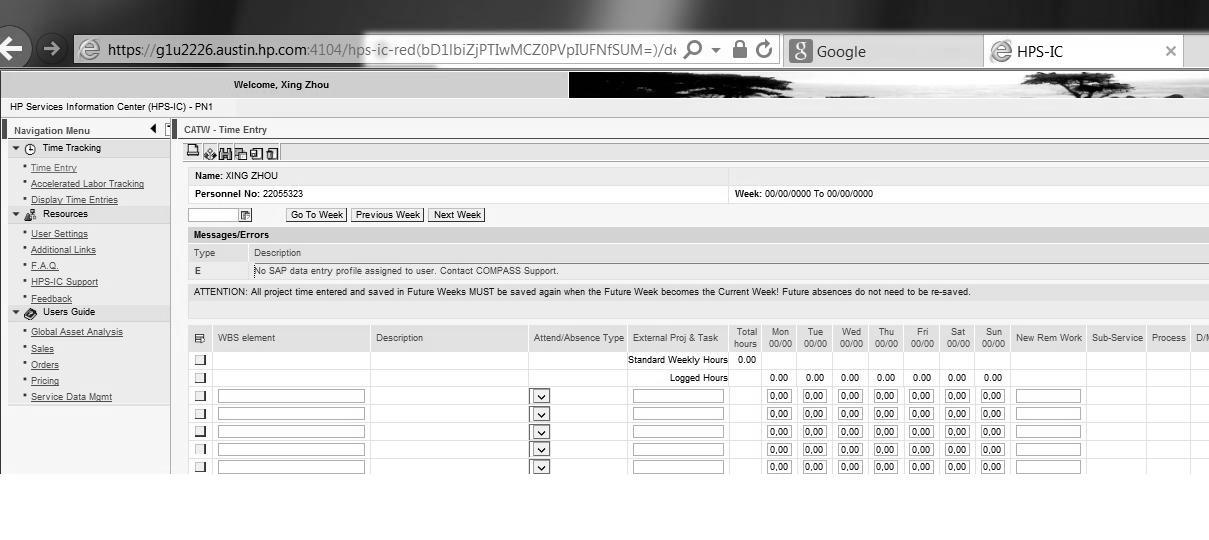 https://g1u2226.austin.hp.com:4104/hps-ic-red(bD1lbiZjPTIwMCZ0PVpIUFNfSUM=)/de
Google
HPS-IC
Welcome, Xing Zhou
HP Services Information Center (HPS-IC) - PN1
Navigation Menu
Time Tracking
Time Entry
Accelerated Labor Tracking
Display Time Entries
Resources
User Settings
Additional Links
F.A.Q.
HPS-IC Support
Feedback
Users Guide
Global Asset Analysis
Sales
Orders
Pricing
Service Data Mgmt
CATW - Time Entry
Name: XING ZHOU
Personnel No: 22055323 Week: 00/00/0000 To 00/00/0000
Go To Week Previous Week Next Week
Messages/Errors
Type Description
E No SAP data entry profile assigned to user. Contact COMPASS Support.
ATTENTION: All project time entered and saved in Future Weeks MUST be saved again when the Future Week becomes the Current Week! Future absences do not need to be re-saved.
WBS element Description Attend/Absence Type External Proj & Task Total hours Mon 00/00 Tue 00/00 Wed 00/00 Thu 00/00 Fri 00/00 Sat 00/00 Sun 00/00 New Rem Work Sub-Service Process
Standard Weekly Hours 0.00
Logged Hours 0.00 0.00 0.00 0.00 0.00 0.00 0.00
0,00 0,00 0,00 0,00 0,00 0,00 0,00
0,00 0,00 0,00 0,00 0,00 0,00 0,00
0,00 0,00 0,00 0,00 0,00 0,00 0,00
0,00 0,00 0,00 0,00 0,00 0,00 0,00
0,00 0,00 0,00 0,00 0,00 0,00 0,00